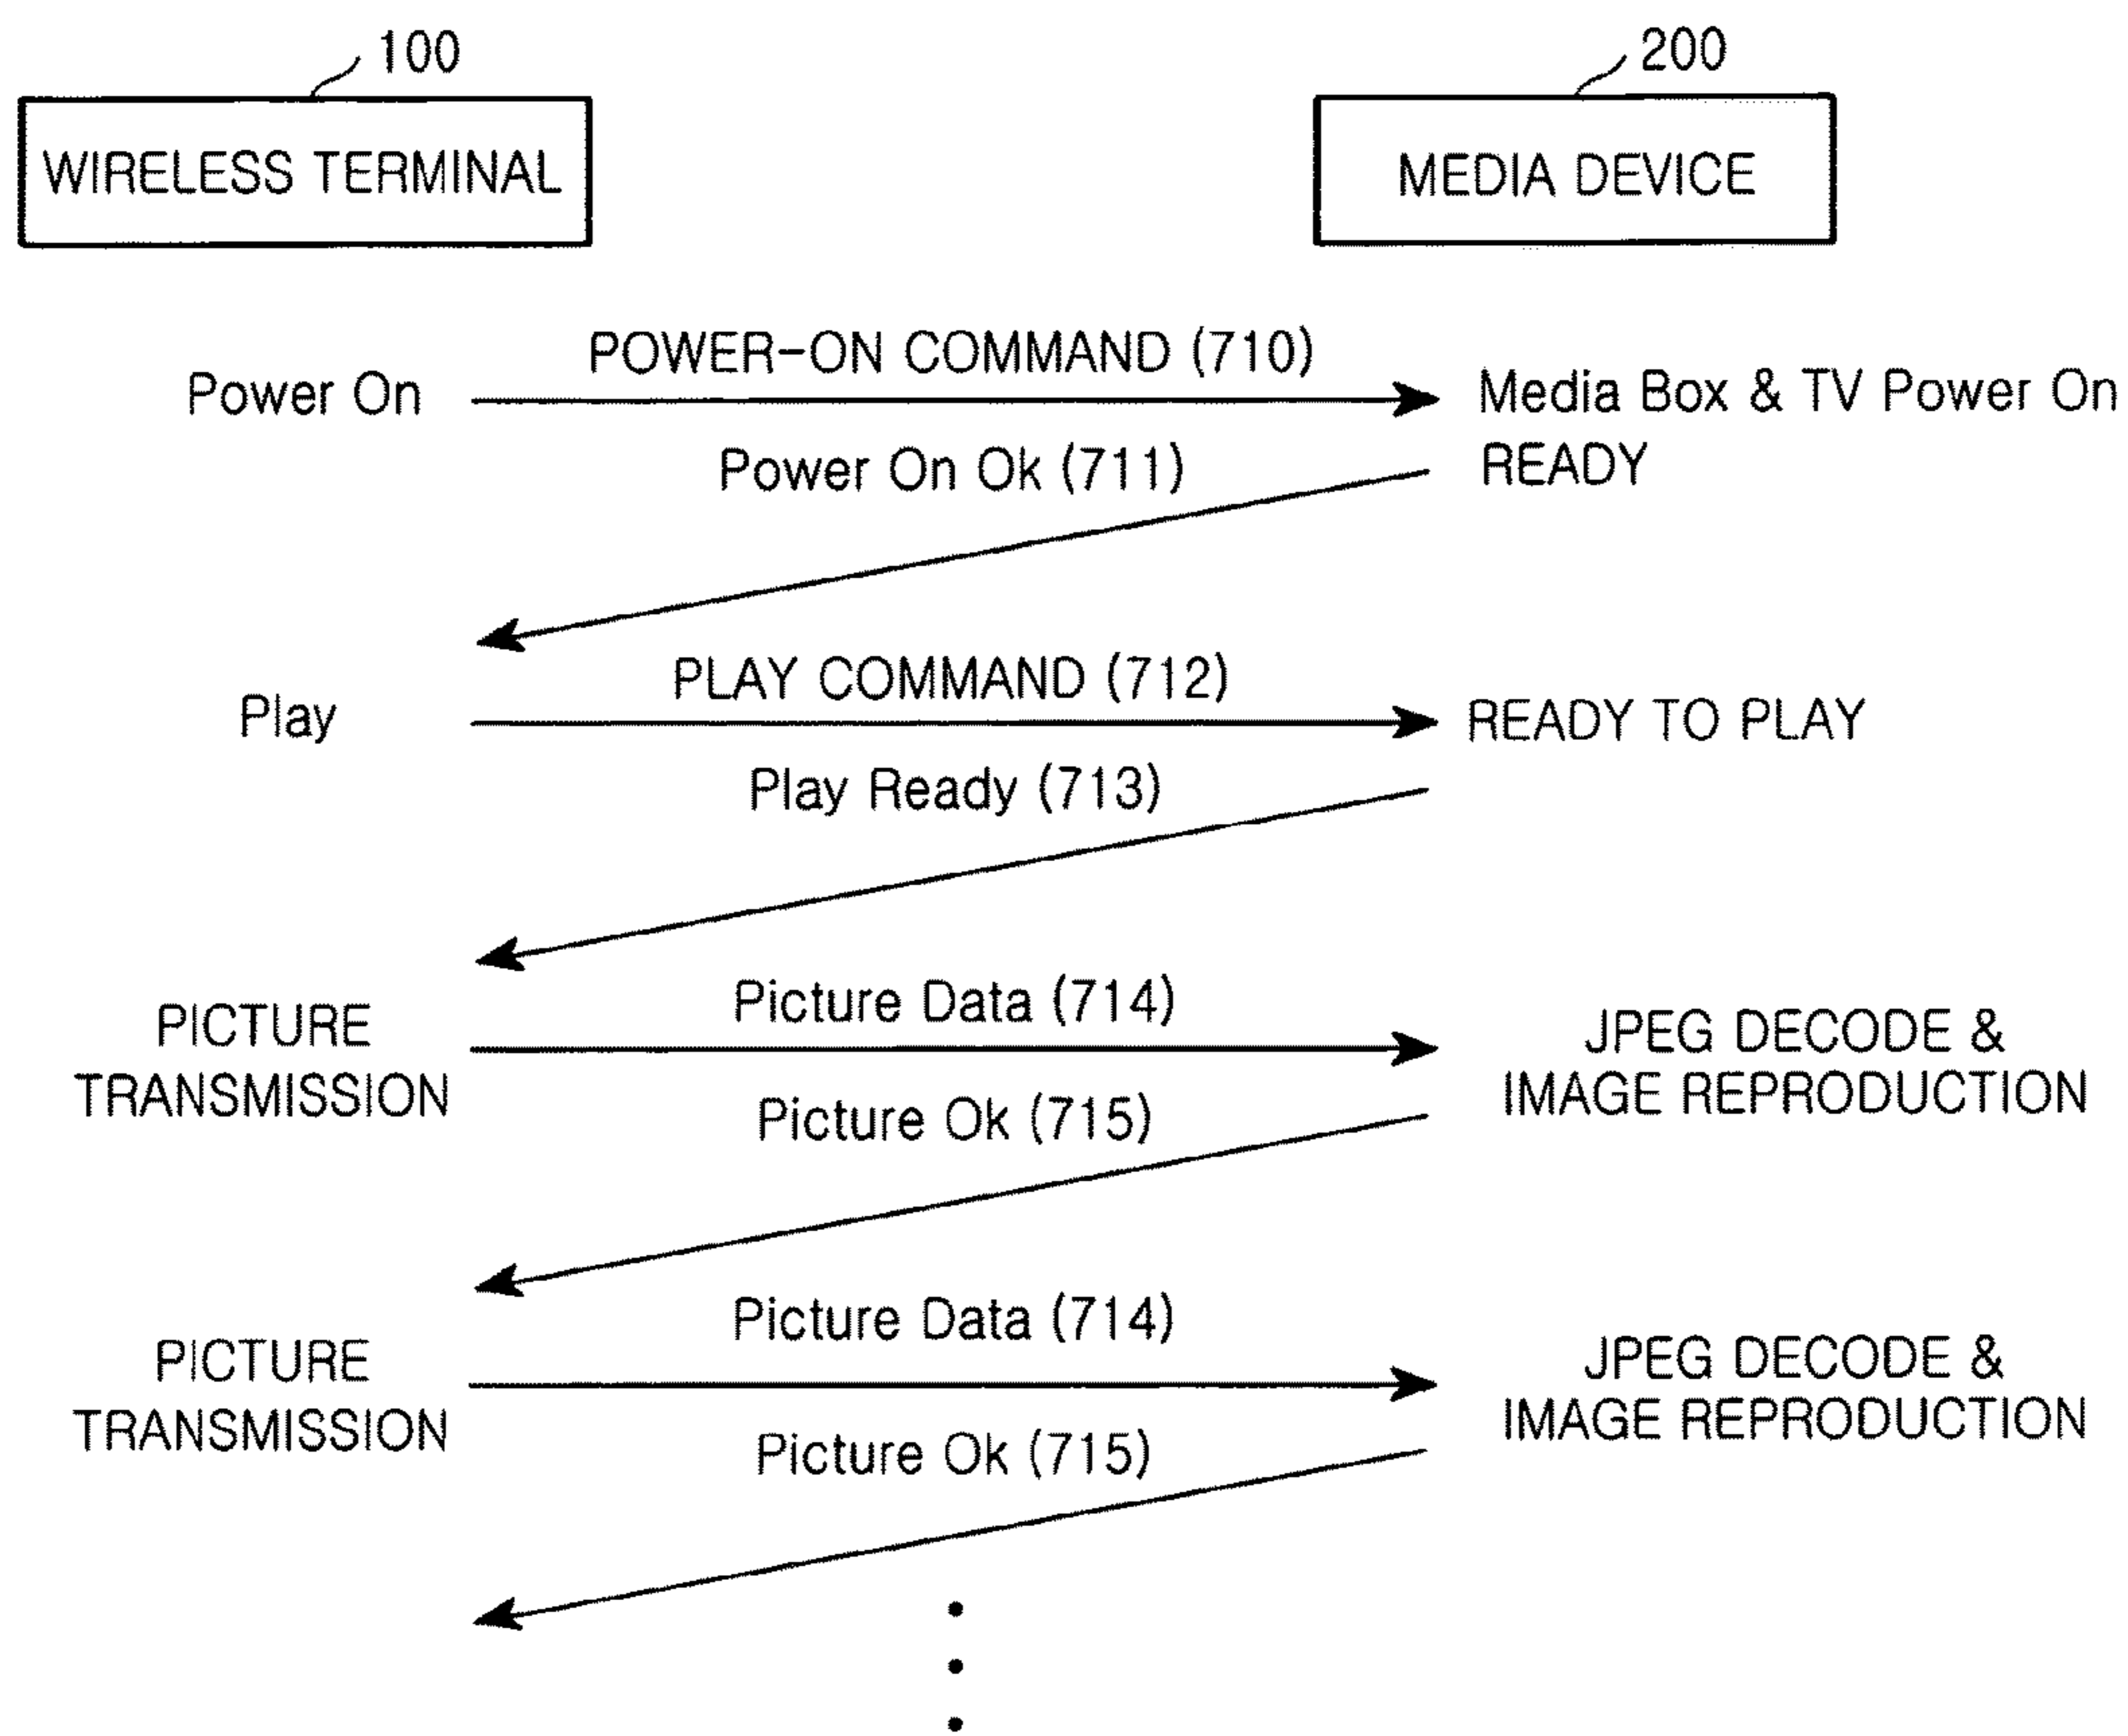 100
200
WIRELESS TERMINAL
MEDIA DEVICE
POWER-ON COMMAND (710)
Power On
Media Box & TV Power On
Power On Ok (711)
READY
PLAY COMMAND (712)
Play
READY TO PLAY
Play Ready (713)
Picture Data (714)
PICTURE
TRANSMISSION
JPEG DECODE &
IMAGE REPRODUCTION
Picture Ok (715)
Picture Data (714)
PICTURE
TRANSMISSION
JPEG DECODE &
IMAGE REPRODUCTION
Picture Ok (715)